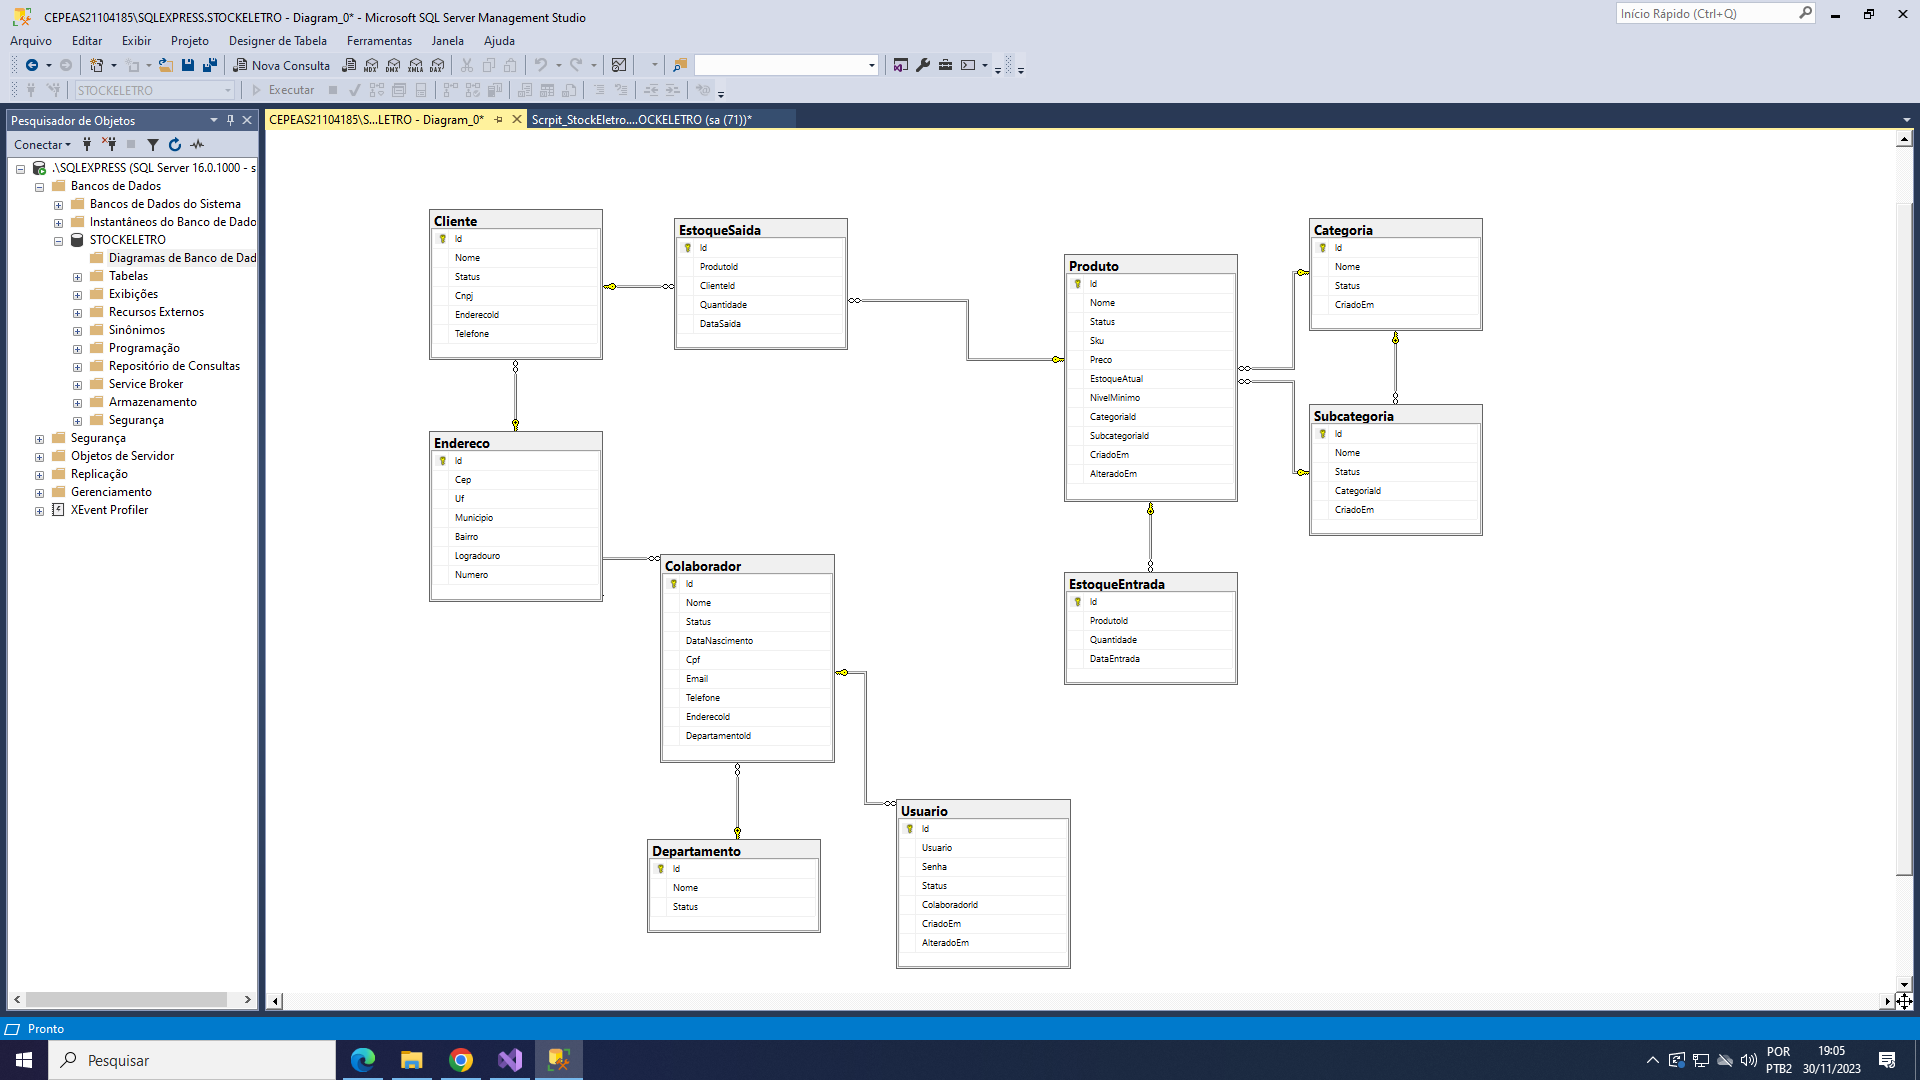 CEPEAS21104185\SQLEXPRESS.STOCKELETRO - Diagram_0* - Microsoft SQL Server Management Studio
Início Rápido (Ctrl+Q)
Arquivo Editar Exibir Projeto Designer de Tabela Ferramentas Janela Ajuda
Nova Consulta MDX DMX XMLA DAX
STOCKELETRO Executar
Pesquisador de Objetos
Conectar
.\SQLEXPRESS (SQL Server 16.0.1000 - s
Bancos de Dados
Bancos de Dados do Sistema
Instantâneos do Banco de Dado
STOCKELETRO
Diagramas de Banco de Dad
Tabelas
Exibições
Recursos Externos
Sinônimos
Programação
Repositório de Consultas
Service Broker
Armazenamento
Segurança
Segurança
Objetos de Servidor
Replicação
Gerenciamento
XEvent Profiler
CEPEAS21104185\S...LETRO - Diagram_0*
Scrpit_StockEletro....OCKELETRO (sa (71))*
Cliente
Id
Nome
Status
Cnpj
EnderecoId
Telefone
EstoqueSaida
Id
ProdutoId
ClienteId
Quantidade
DataSaida
Produto
Id
Nome
Status
Sku
Preco
EstoqueAtual
NivelMinimo
CategoriaId
SubcategoriaId
CriadoEm
AlteradoEm
Categoria
Id
Nome
Status
CriadoEm
Subcategoria
Id
Nome
Status
CategoriaId
CriadoEm
Endereco
Id
Cep
Uf
Municipio
Bairro
Logradouro
Numero
Colaborador
Id
Nome
Status
DataNascimento
Cpf
Email
Telefone
EnderecoId
DepartamentoId
EstoqueEntrada
Id
ProdutoId
Quantidade
DataEntrada
Departamento
Id
Nome
Status
Usuario
Id
Usuario
Senha
Status
ColaboradorId
CriadoEm
AlteradoEm
Pronto
Pesquisar
POR
PTB2
19:05
30/11/2023